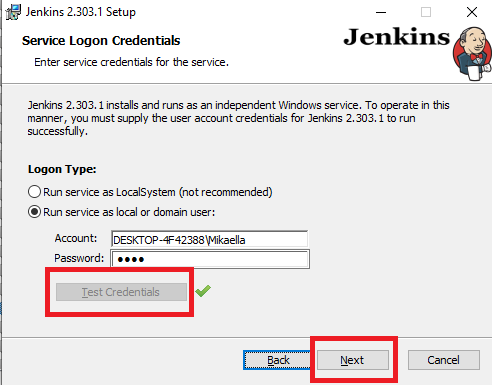 Jenkins 2.303.1 Setup
Service Logon Credentials
Enter service credentials for the service.
Jenkins
Jenkins 2.303.1 installs and runs as an independent Windows service. To operate in this
manner, you must supply the user account credentials for Jenkins 2.303.1 to run
successfully.
Logon Type:
Run service as LocalSystem (not recommended)
Run service as local or domain user:
Account: DESKTOP-4F42388\Mikaella
Password: ●●●●
Test Credentials
Back Next Cancel